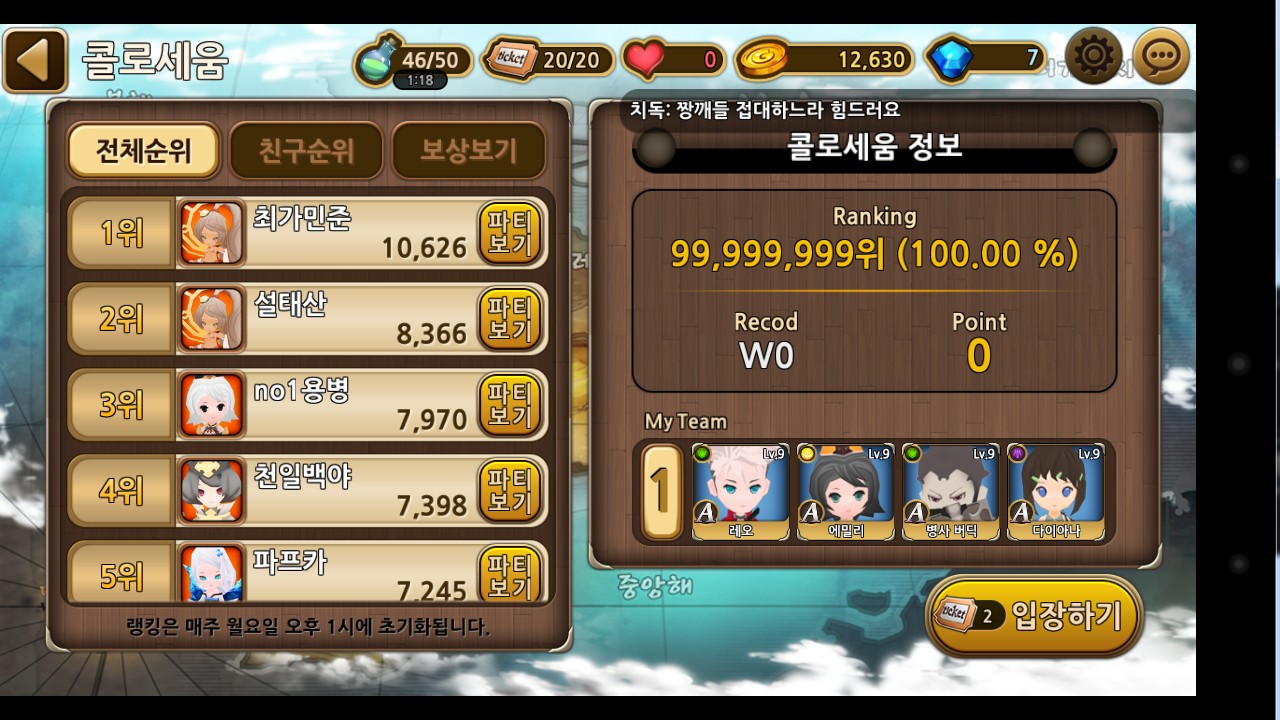 콜로세움
46/50
1:18
ticket
20/20
0
12,630
7
치독: 짱깨들 접대하느라 힘드러요
전체순위
친구순위
보상보기
1위
최가민준
10,626
파티
보기
2위
설태산
8,366
파티
보기
3위
no1용병
7,970
파티
보기
4위
천일백야
7,398
파티
보기
5위
파프카
7,245
파티
보기
랭킹은 매주 월요일 오후 1시에 초기화됩니다.
콜로세움 정보
Ranking
99,999,999위 (100.00 %)
Recod
W0
Point
0
My Team
1
Lv.9
A
레오
Lv.9
A
에밀리
Lv.9
A
병사 버딕
Lv.9
A
다이아나
중앙해
ticket
2
입장하기